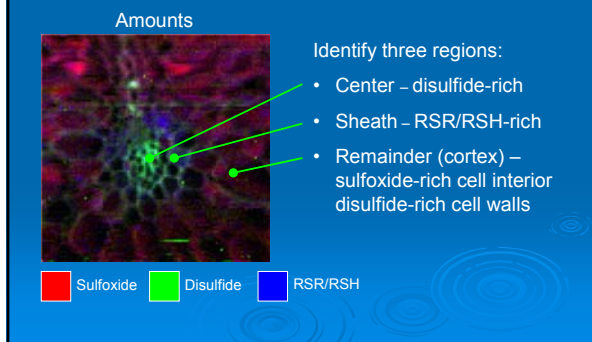 Amounts
Identify three regions:
• Center – disulfide-rich
• Sheath – RSR/RSH-rich
• Remainder (cortex) –
sulfoxide-rich cell interior
disulfide-rich cell walls
Sulfoxide
Disulfide
RSR/RSH